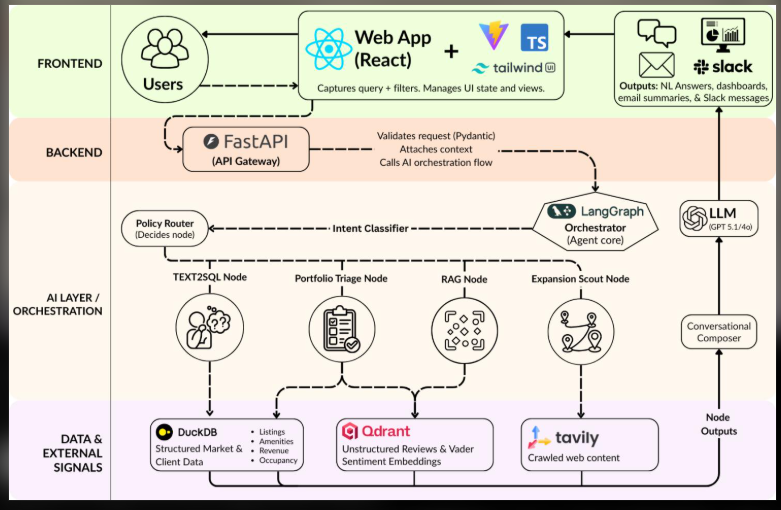 FRONTEND
Users
Web App
(React)
+
TS
tailwind UI
Captures query + filters. Manages UI state and views.
slack
Outputs: NL Answers, dashboards,
email summaries, & Slack messages
BACKEND
FastAPI
(API Gateway)
Validates request (Pydantic)
Attaches context
Calls AI orchestration flow
AI LAYER /
ORCHESTRATION
Policy Router
(Decides node)
Intent Classifier
LangGraph
Orchestrator
(Agent core)
LLM
(GPT 5.1/4o)
TEXT2SQL Node
Portfolio Triage Node
RAG Node
Expansion Scout Node
Conversational
Composer
DATA &
EXTERNAL
SIGNALS
DuckDB
Structured Market &
Client Data
• Listings
• Amenities
• Revenue
• Occupancy
Qdrant
Unstructured Reviews & Vader
Sentiment Embeddings
tavily
Crawled web content
Node
Outputs